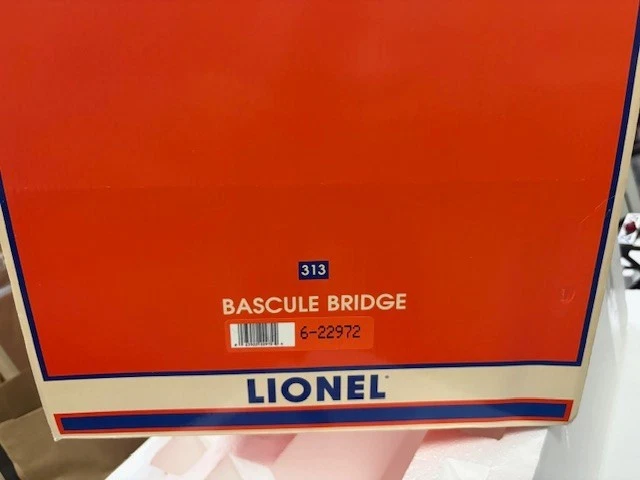 313
BASCULE BRIDGE
6-22972
LIONEL